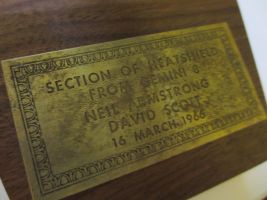 SECTION OF HEATSHIELD
FROM GEMINI 8
NEIL ARMSTRONG
DAVID SCOTT
16 MARCH 1966